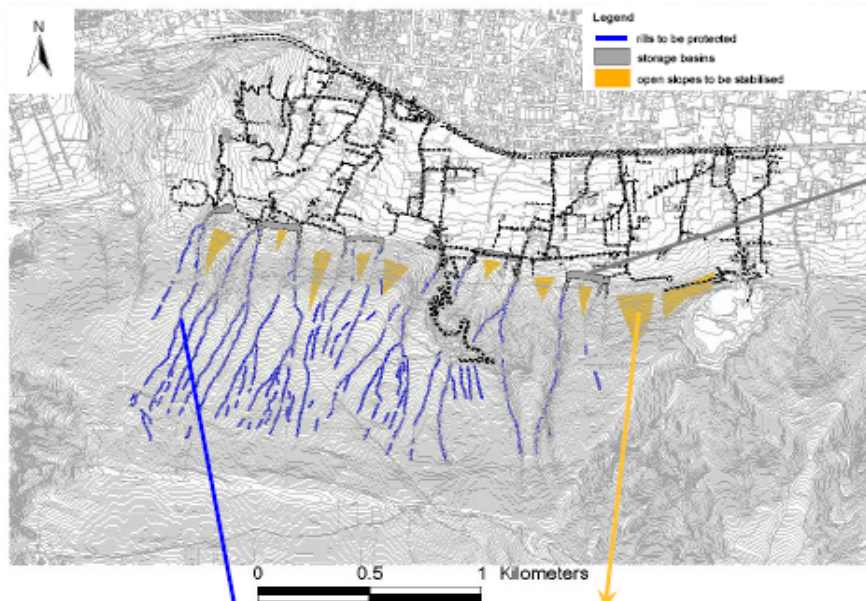 N
Legend
rills to be protected
storage basins
open slopes to be stabilised
0 0.5 1 Kilometers